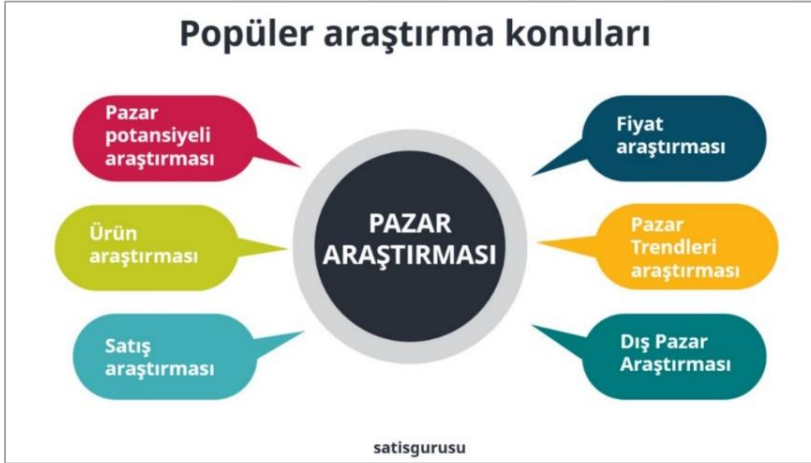 Popüler araştırma konuları
Pazar
potansiyeli
araştırması
Ürün
araştırması
Satış
araştırması
PAZAR
ARAŞTIRMASI
Fiyat
araştırması
Pazar
Trendleri
araştırması
Dış Pazar
Araştırması
satisgurusu